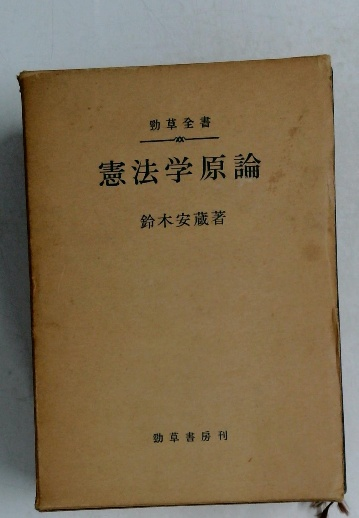 勁草全書
憲法学原論
鈴木安蔵著
勁草書房刊